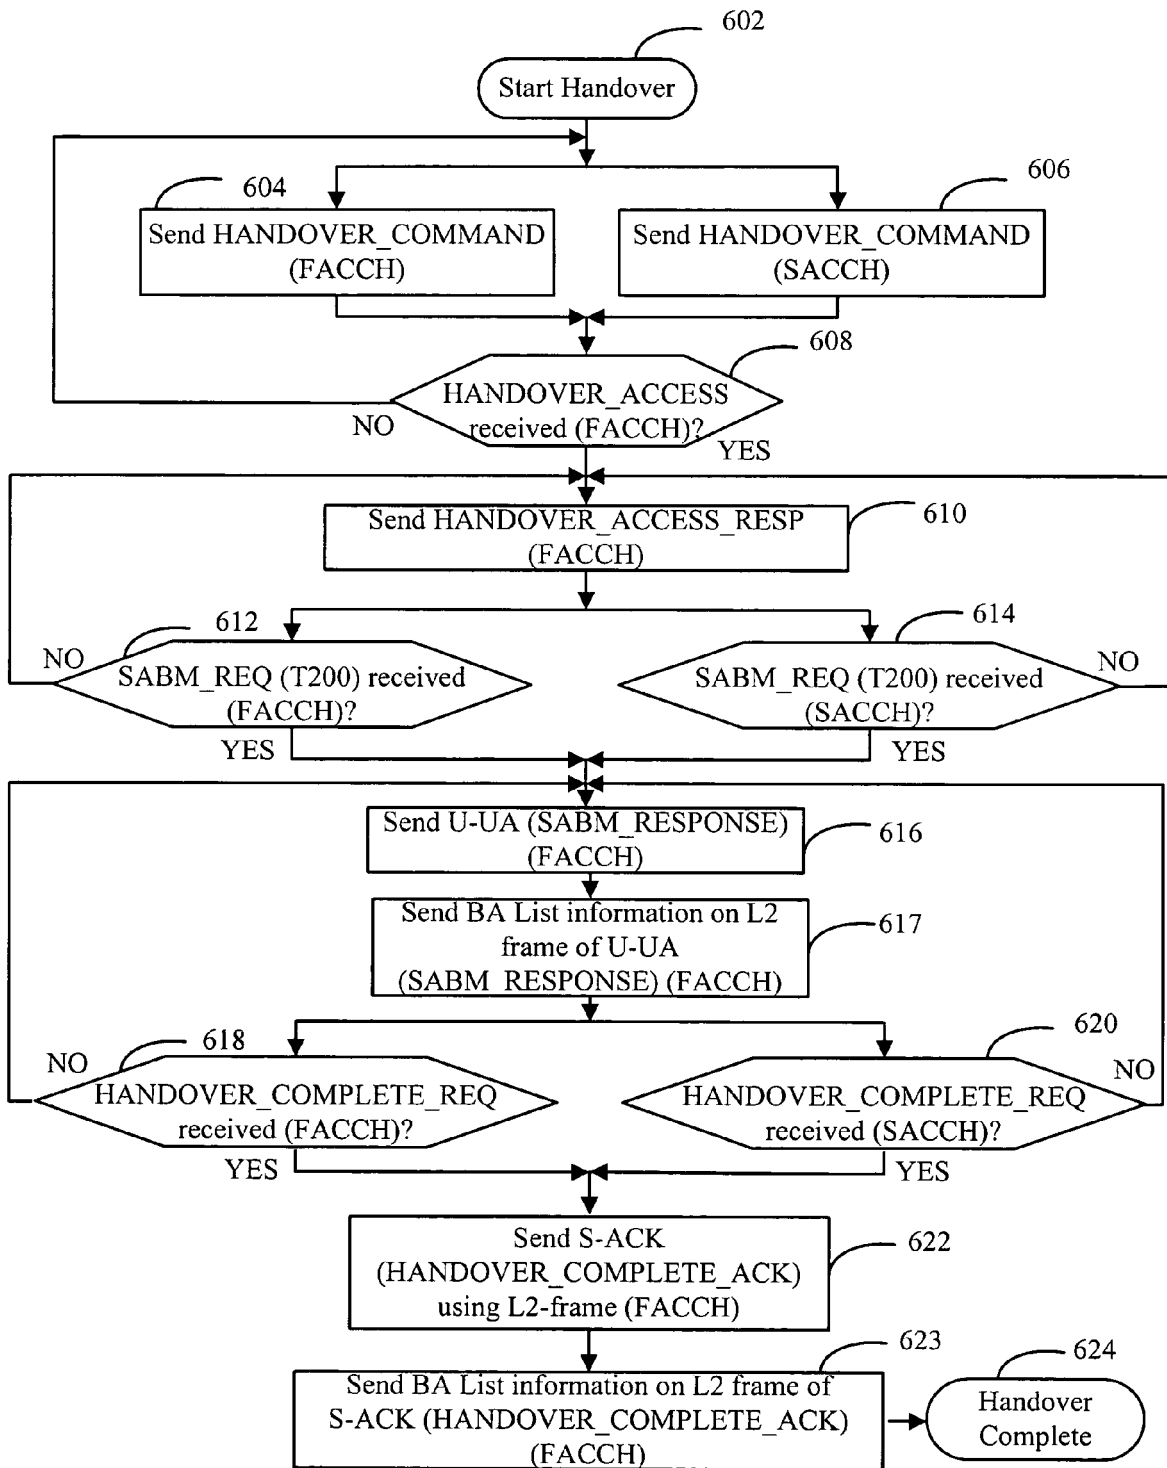 602
Start Handover
604
606
Send HANDOVER_COMMAND
(FACCH)
Send HANDOVER_COMMAND
(SACCH)
608
HANDOVER_ACCESS
received (FACCH)?
NO
YES
Send HANDOVER_ACCESS_RESP
(FACCH)
610
612
614
NO
SABM_REQ (T200) received
(FACCH)?
SABM_REQ (T200) received
(SACCH)?
NO
YES
YES
Send U-UA (SABM_RESPONSE)
(FACCH)
616
Send BA List information on L2
frame of U-UA
(SABM_RESPONSE) (FACCH)
617
618
620
NO
HANDOVER_COMPLETE_REQ
received (FACCH)?
HANDOVER_COMPLETE_REQ
received (SACCH)?
NO
YES
YES
Send S-ACK
(HANDOVER_COMPLETE_ACK)
using L2-frame (FACCH)
622
623
624
Send BA List information on L2 frame of
S-ACK (HANDOVER_COMPLETE_ACK)
(FACCH)
Handover
Complete